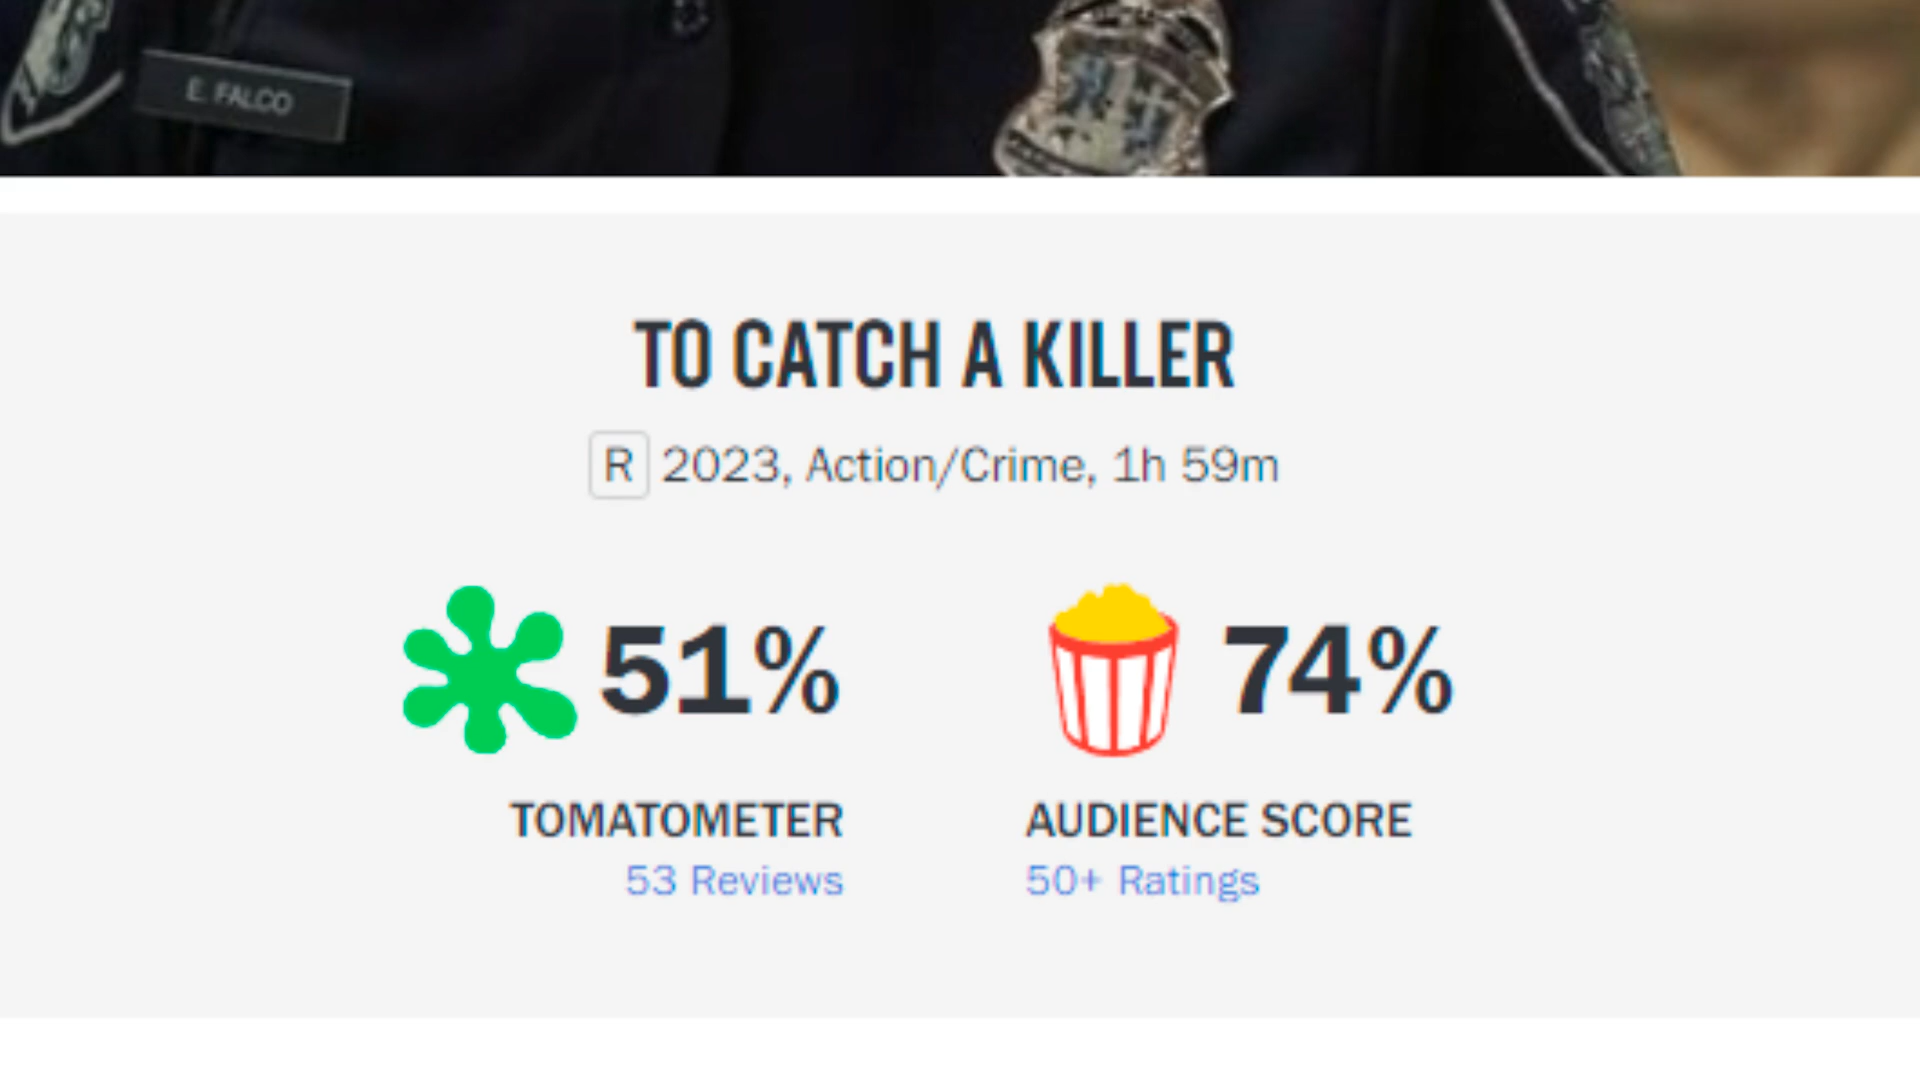 E. FALCO
TO CATCH A KILLER
R 2023, Action/Crime, 1h 59m
51%
74%
TOMATOMETER
AUDIENCE SCORE
53 Reviews
50+ Ratings